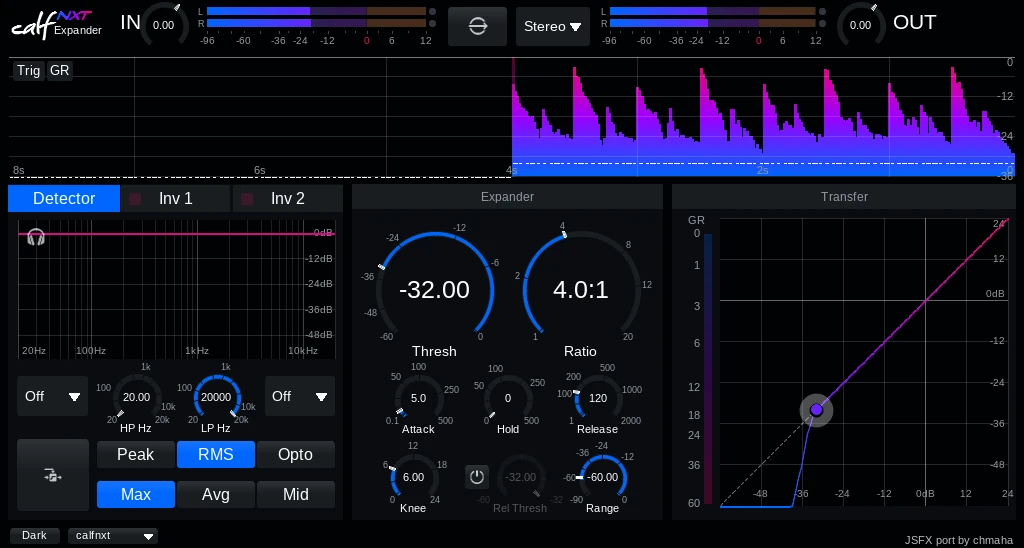 calf NXT Expander
IN 0.00
L
R
-96 -60 -36 -24 -12 0 12
Stereo
L
R
-96 -60 -36 -24 -12 0 12
0.00 OUT
Trig GR
0
-12
-24
-36
8s 6s 4s 2s 0
Detector Inv 1 Inv 2
0dB
-12dB
-24dB
-36dB
-48dB
20Hz 100Hz 1kHz 10kHz
Off
20 100 1k 10k 20k
20.00
HP Hz
20 100 1k 10k 20k
20000
LP Hz
Off
Peak RMS Opto
Max Avg Mid
Expander
-60 -48 -36 -24 -12 -6 0
-32.00
Thresh
1 2 4 8 12 20
4.0:1
Ratio
0.1 50 100 250 500
5.0
Attack
0 50 100 250 500
0
Hold
1 100 200 500 1000 2000
120
Release
0 6 12 18 24
6.00
Knee
-60 -32
-32.00
Rel Thresh
-90 -60 -36 -24 -12 0
-60.00
Range
Transfer
GR
0
1
3
6
12
18
24
36
60
24
12
0dB
-24
-36
-48
-48 -36 -24 -12 0dB 12 24
Dark calfnxt
JSFX port by chmaha